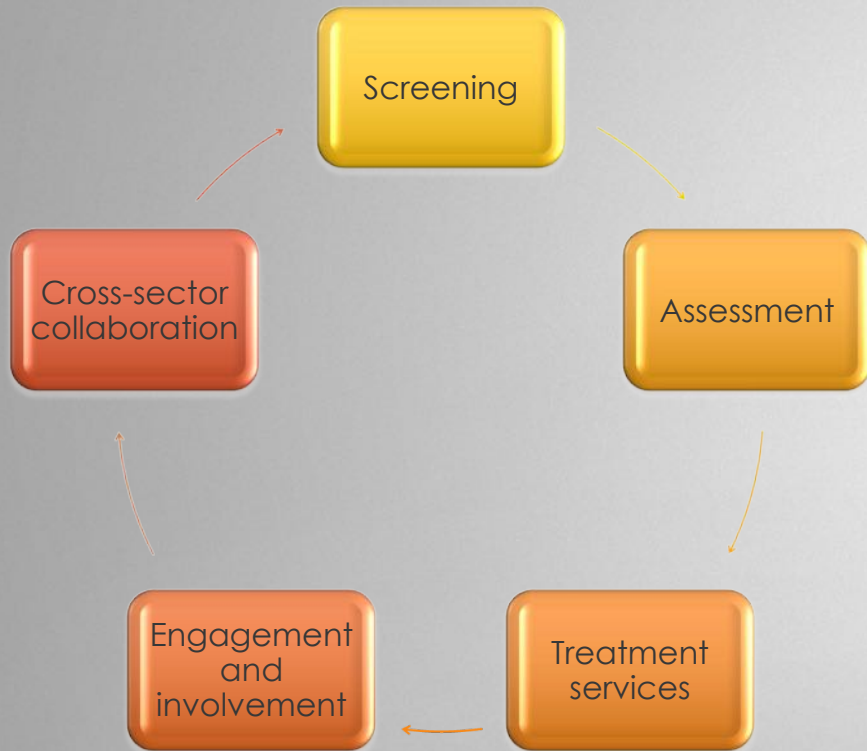 Screening
Assessment
Treatment
services
Engagement
and
involvement
Cross-sector
collaboration